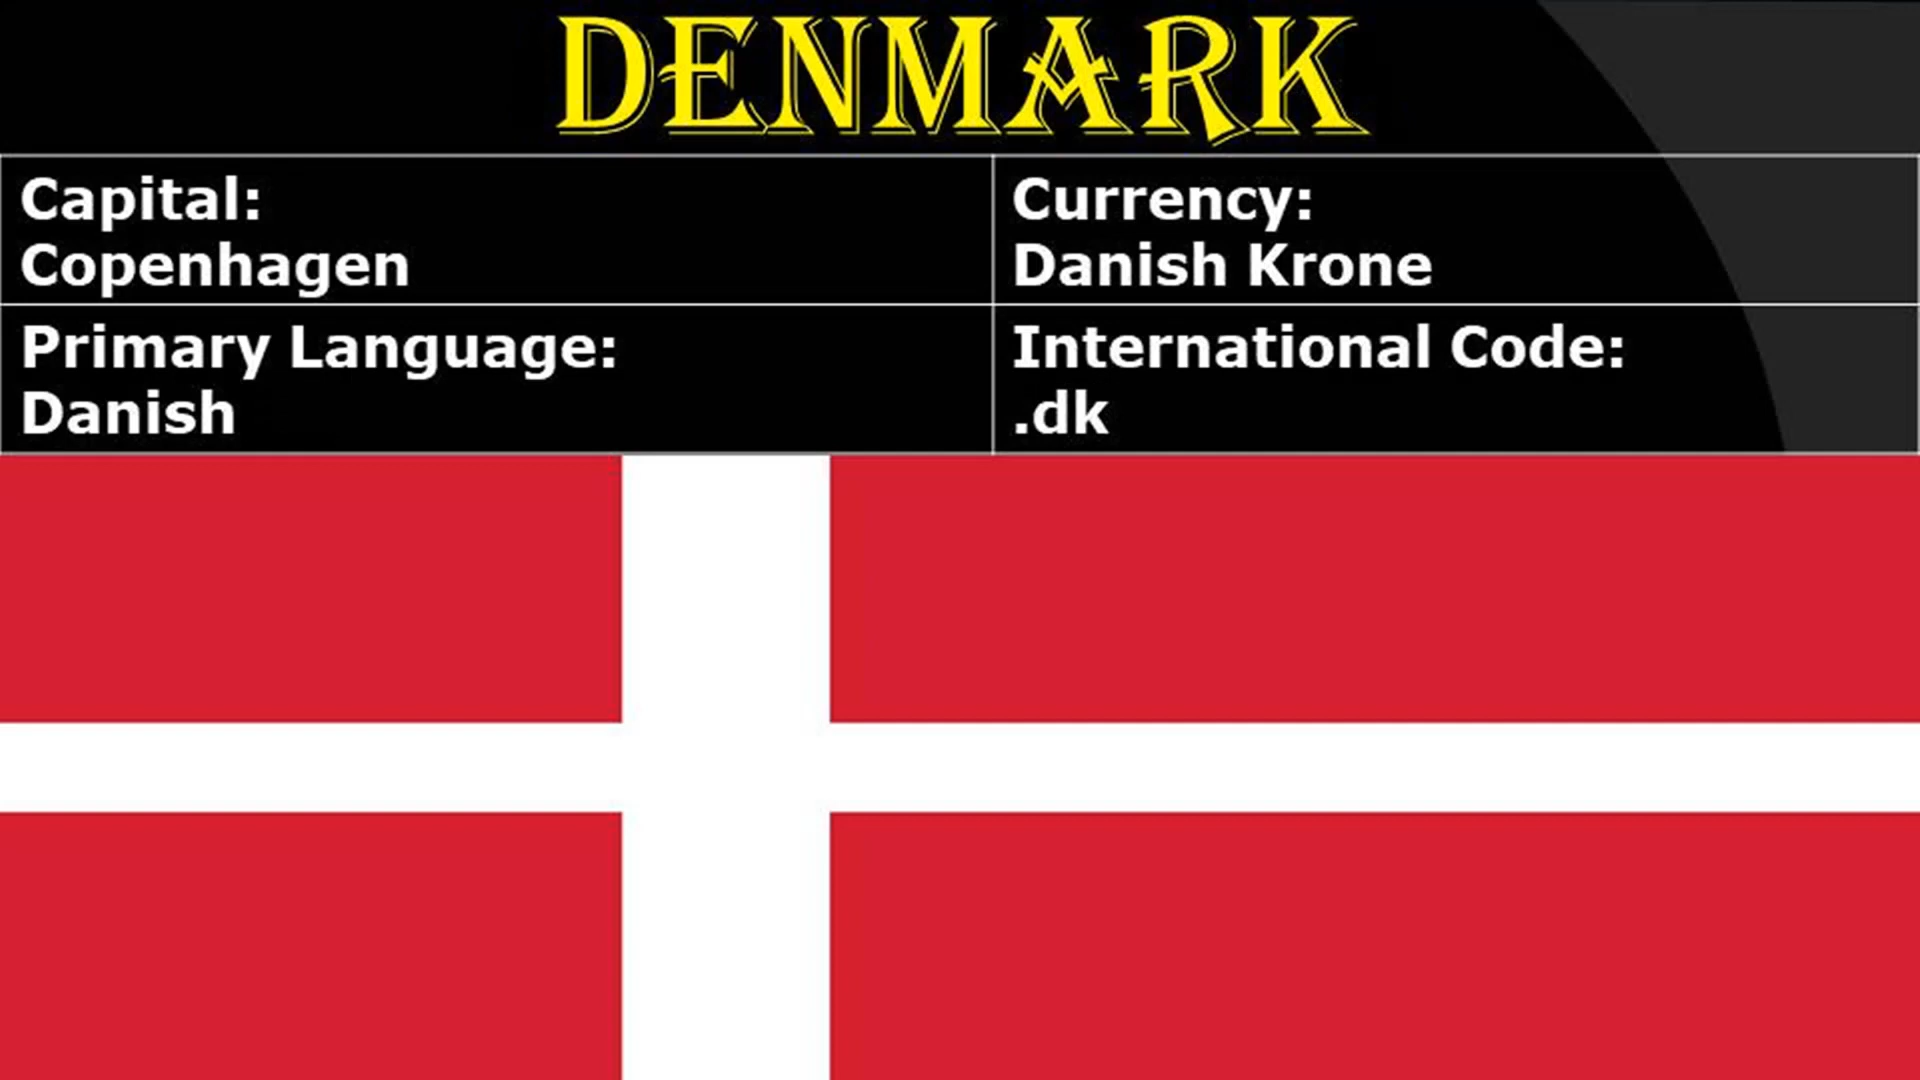 DENMARK
Capital:
Copenhagen
Currency:
Danish Krone
Primary Language:
Danish
International Code:
.dk